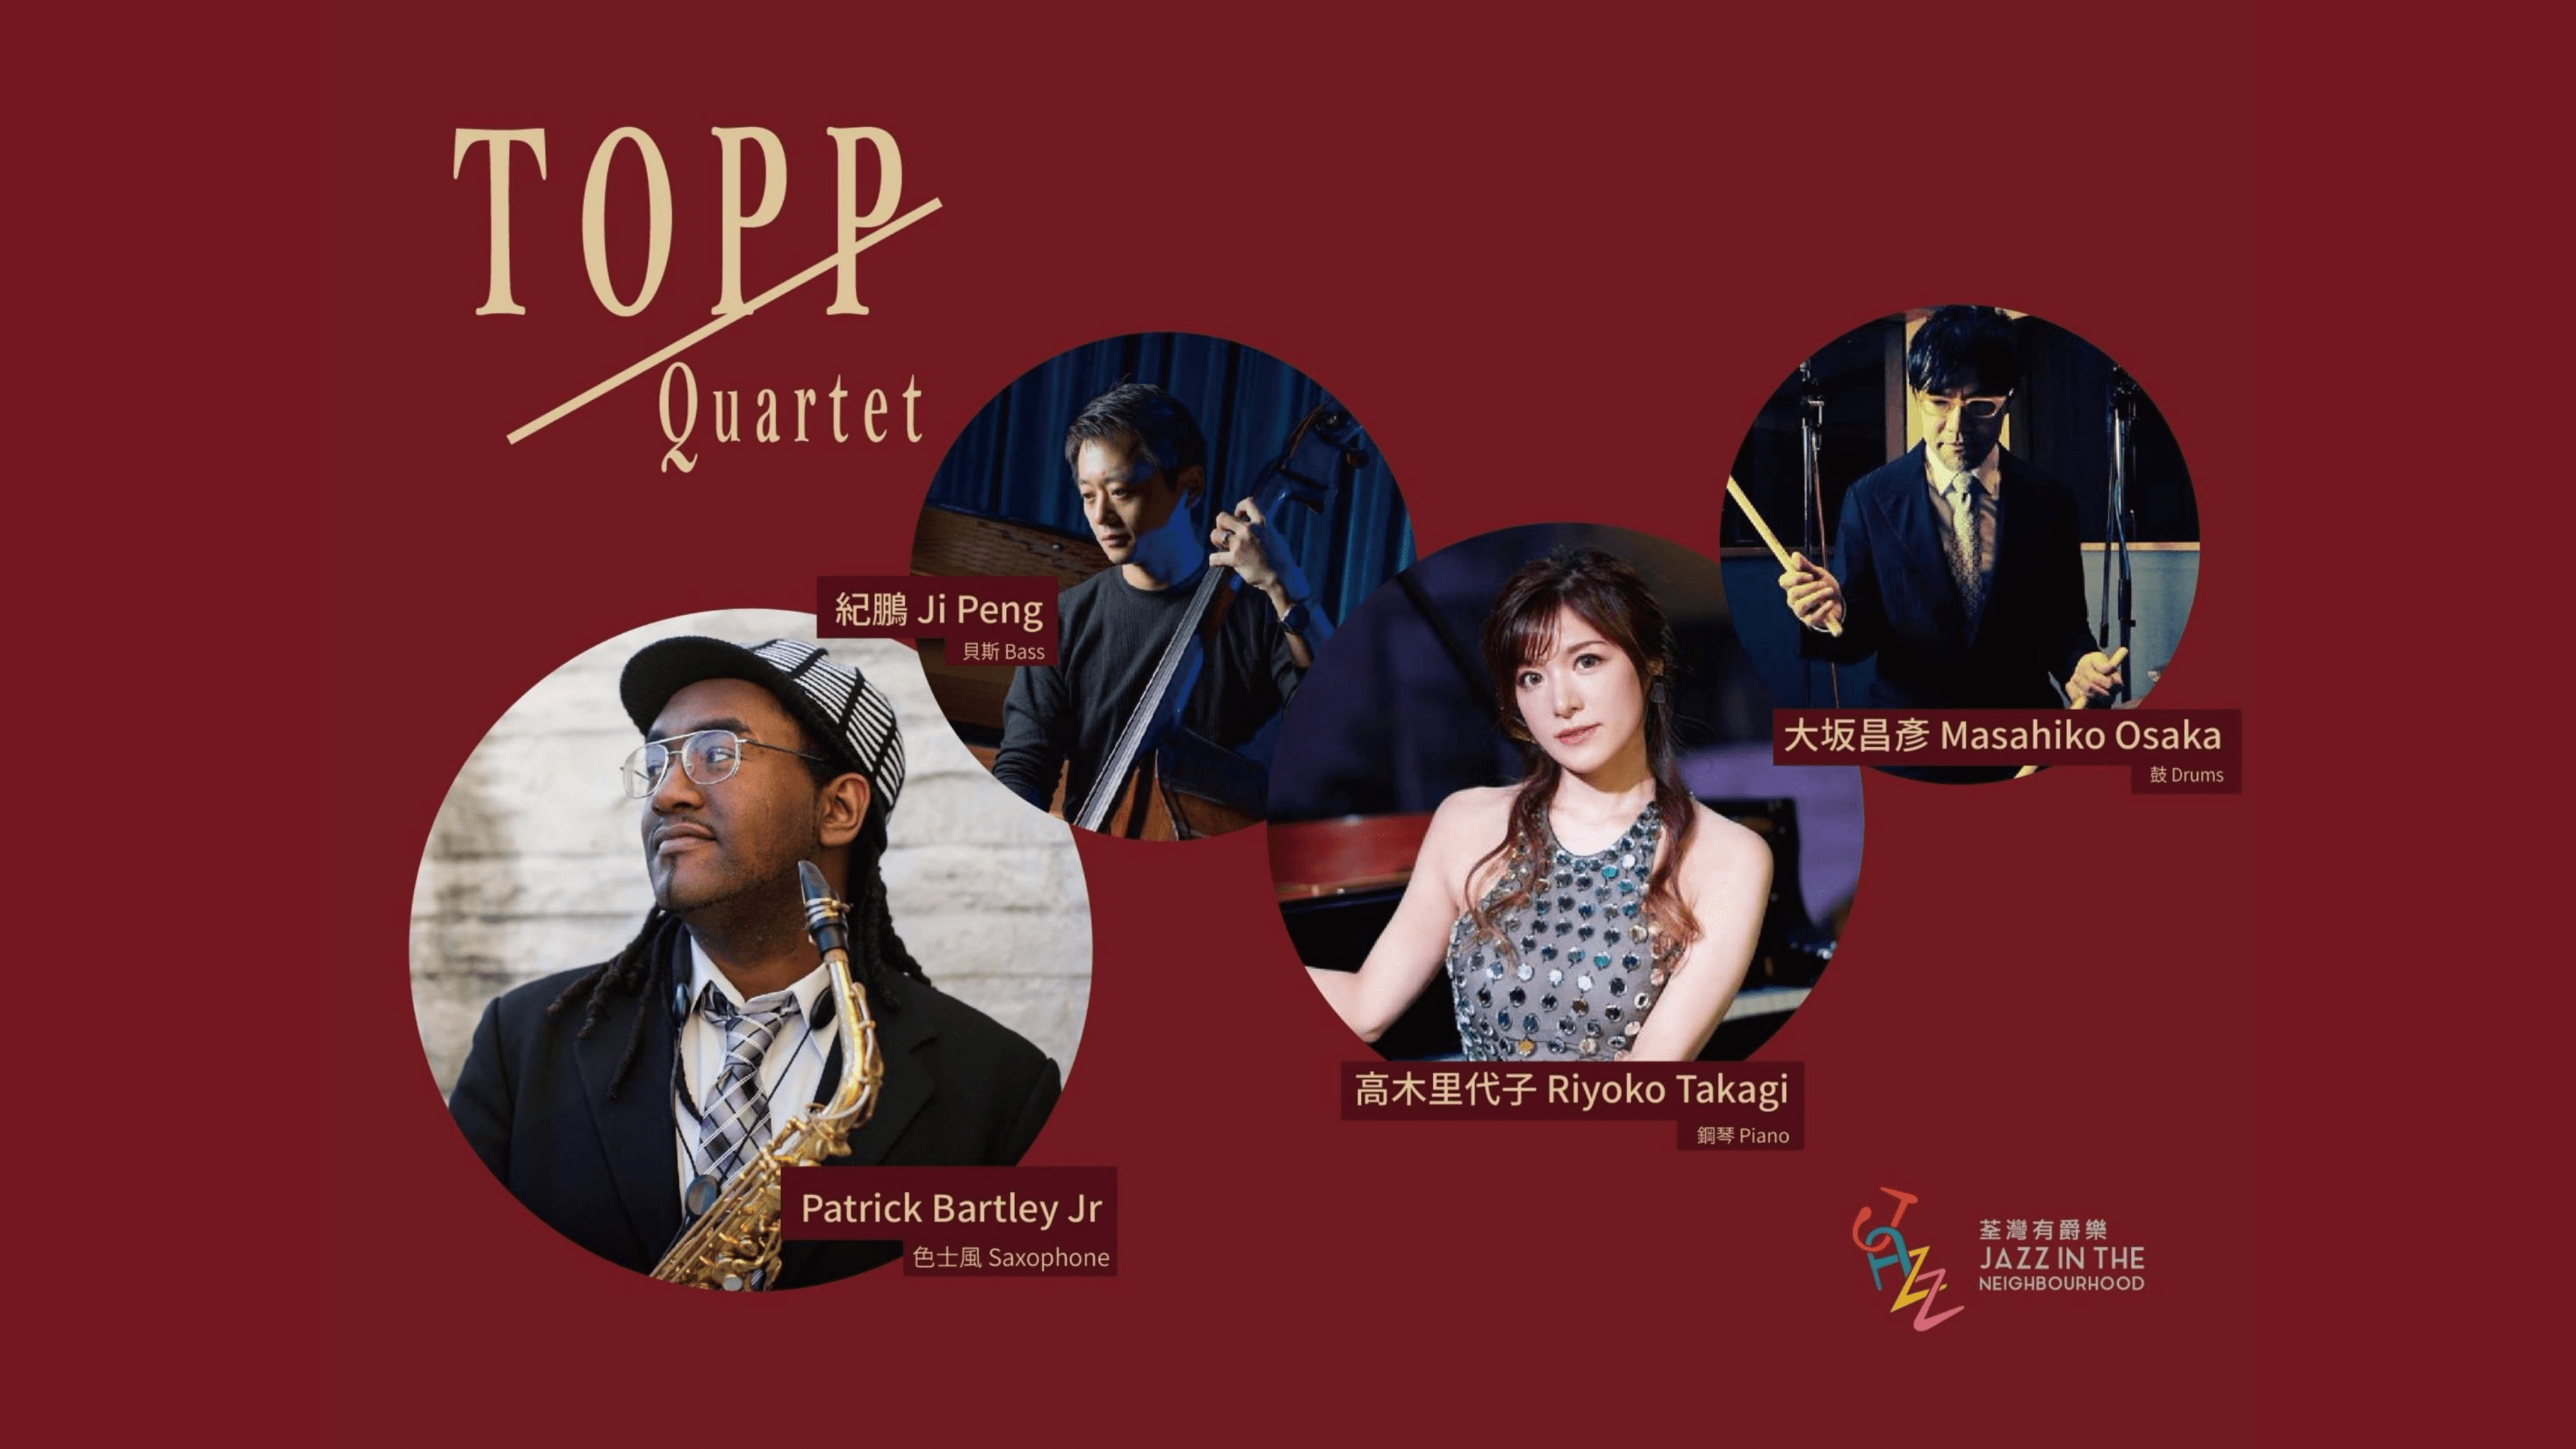 TOPP
Quartet
紀鵬 Ji Peng
貝斯 Bass
大坂昌彥 Masahiko Osaka
鼓 Drums
高木里代子 Riyoko Takagi
鋼琴 Piano
Patrick Bartley Jr
色士風 Saxophone
JAZZ
荃灣有爵樂
JAZZ IN THE
NEIGHBOURHOOD